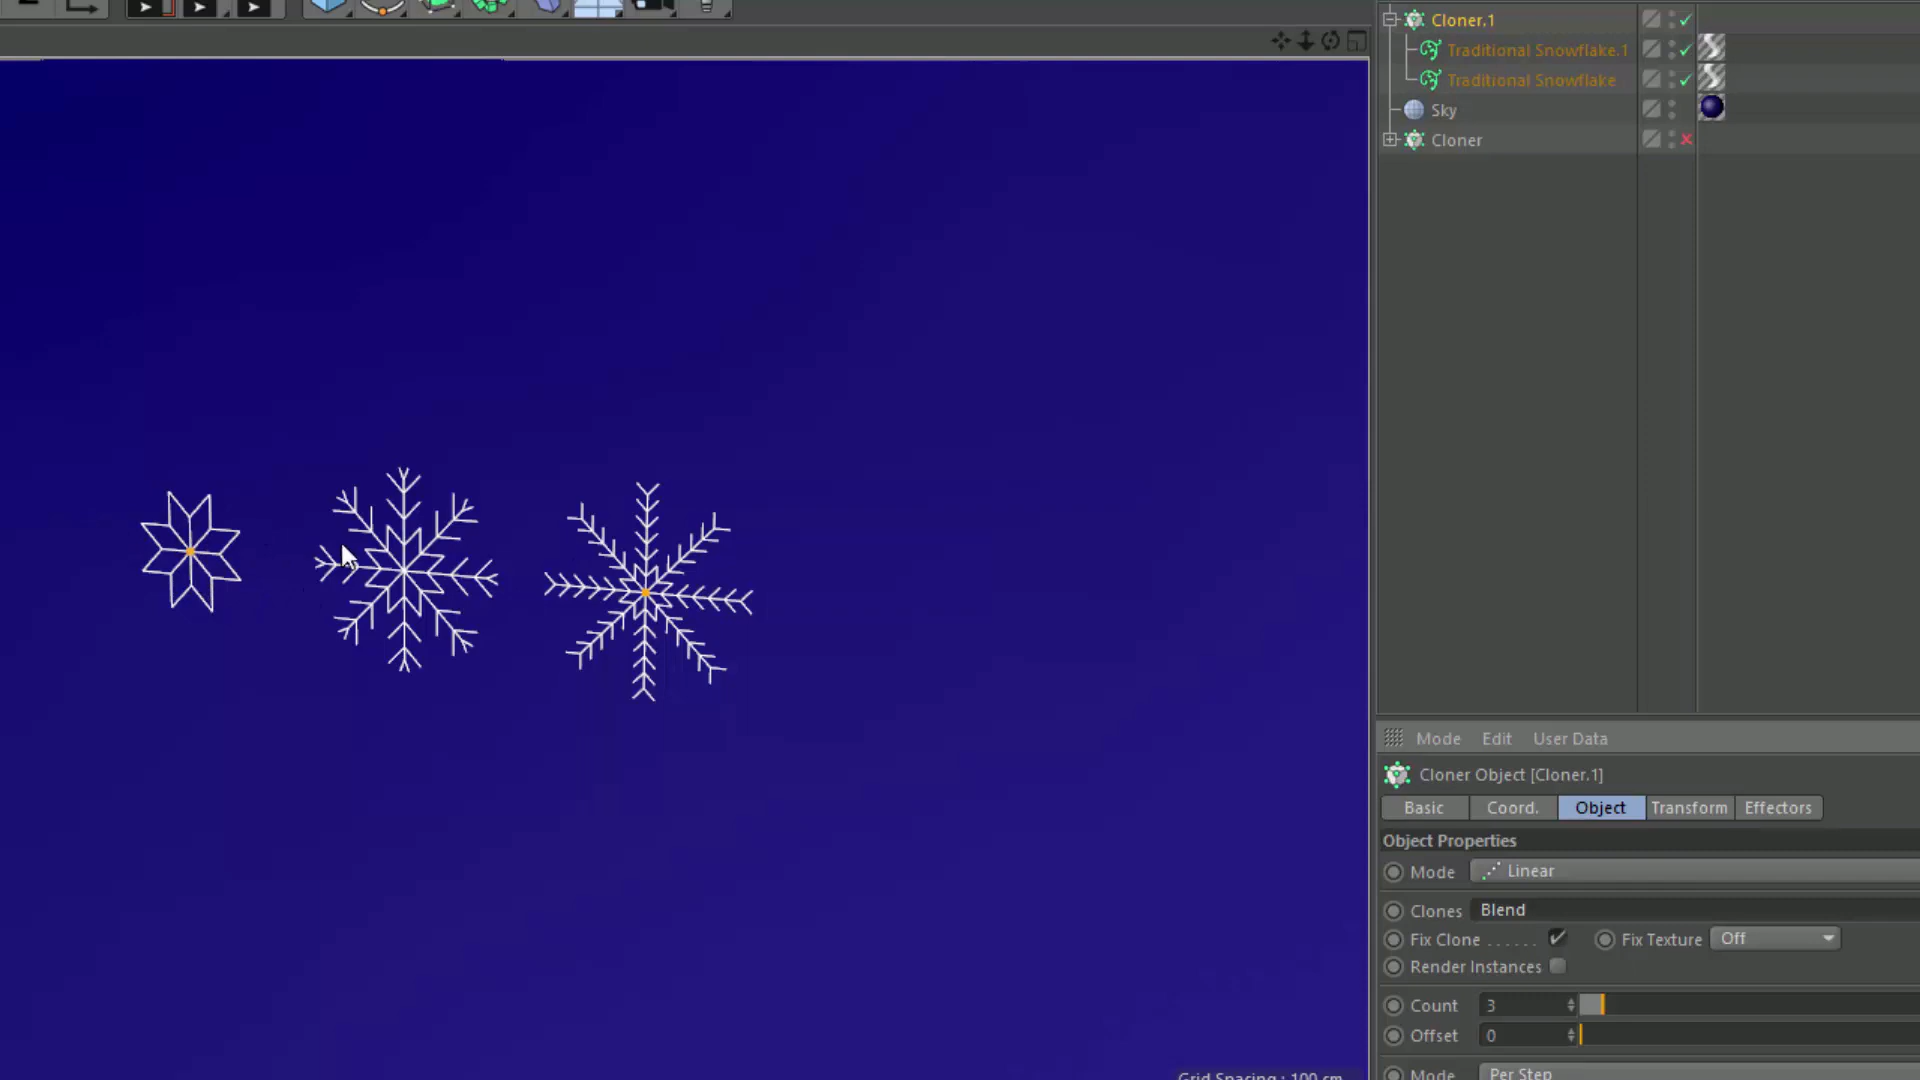 Cloner.1
Traditional Snowflake.1
Traditional Snowflake
Sky
Cloner
Mode Edit User Data
Cloner Object [Cloner.1]
Basic Coord. Object Transform Effectors
Object Properties
Mode Linear
Clones Blend
Fix Clone . . . . . . Fix Texture Off
Render Instances
Count 3
Offset 0
Mode Per Step
Grid Spacing : 100 cm